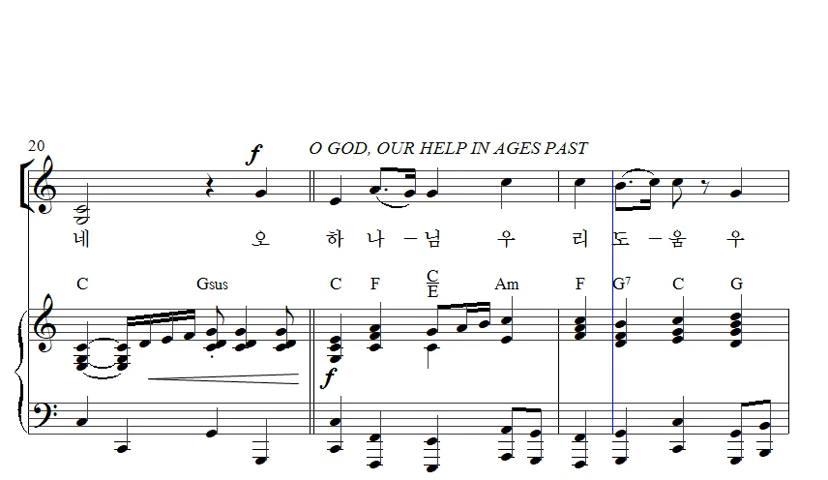 20
f O GOD, OUR HELP IN AGES PAST
네 오 하 나 - 님 우 리 도 - 움 우
C Gsus C F C/E Am F G7 C G
f